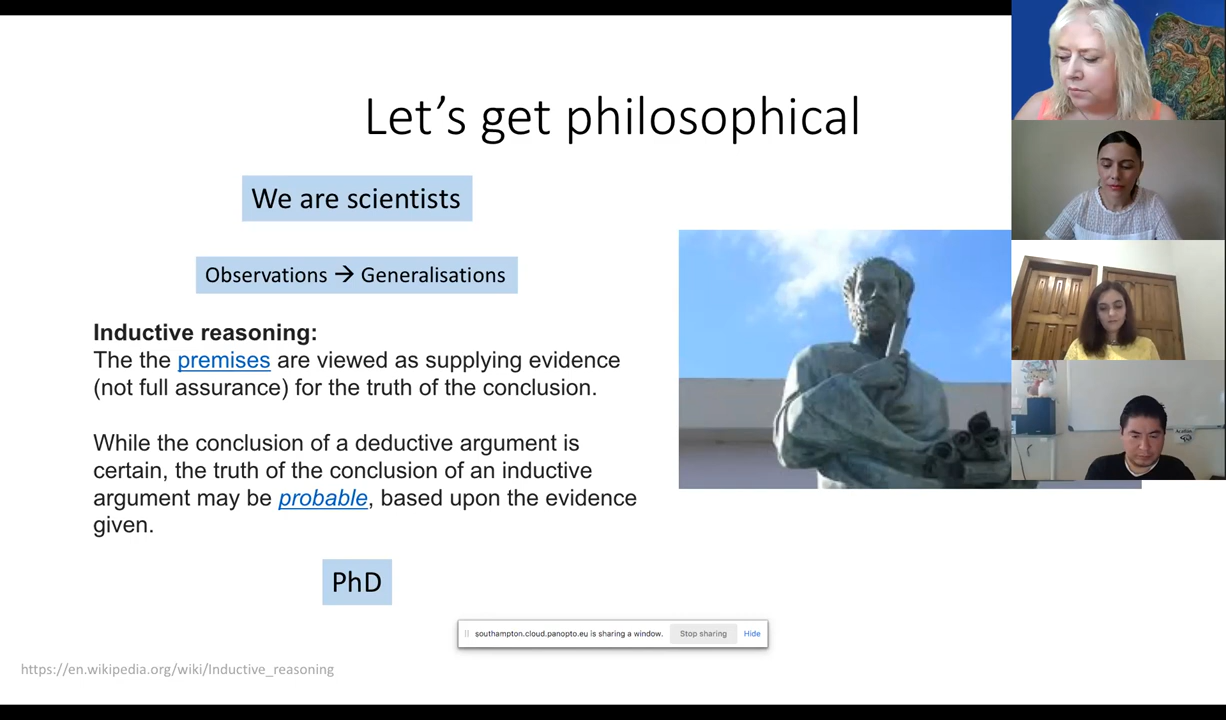 Let's get philosophical
We are scientists
Observations → Generalisations
Inductive reasoning:
The the premises are viewed as supplying evidence
(not full assurance) for the truth of the conclusion.
While the conclusion of a deductive argument is
certain, the truth of the conclusion of an inductive
argument may be probable, based upon the evidence
given.
PhD
southampton.cloud.panopto.eu is sharing a window. Stop sharing Hide
https://en.wikipedia.org/wiki/Inductive_reasoning